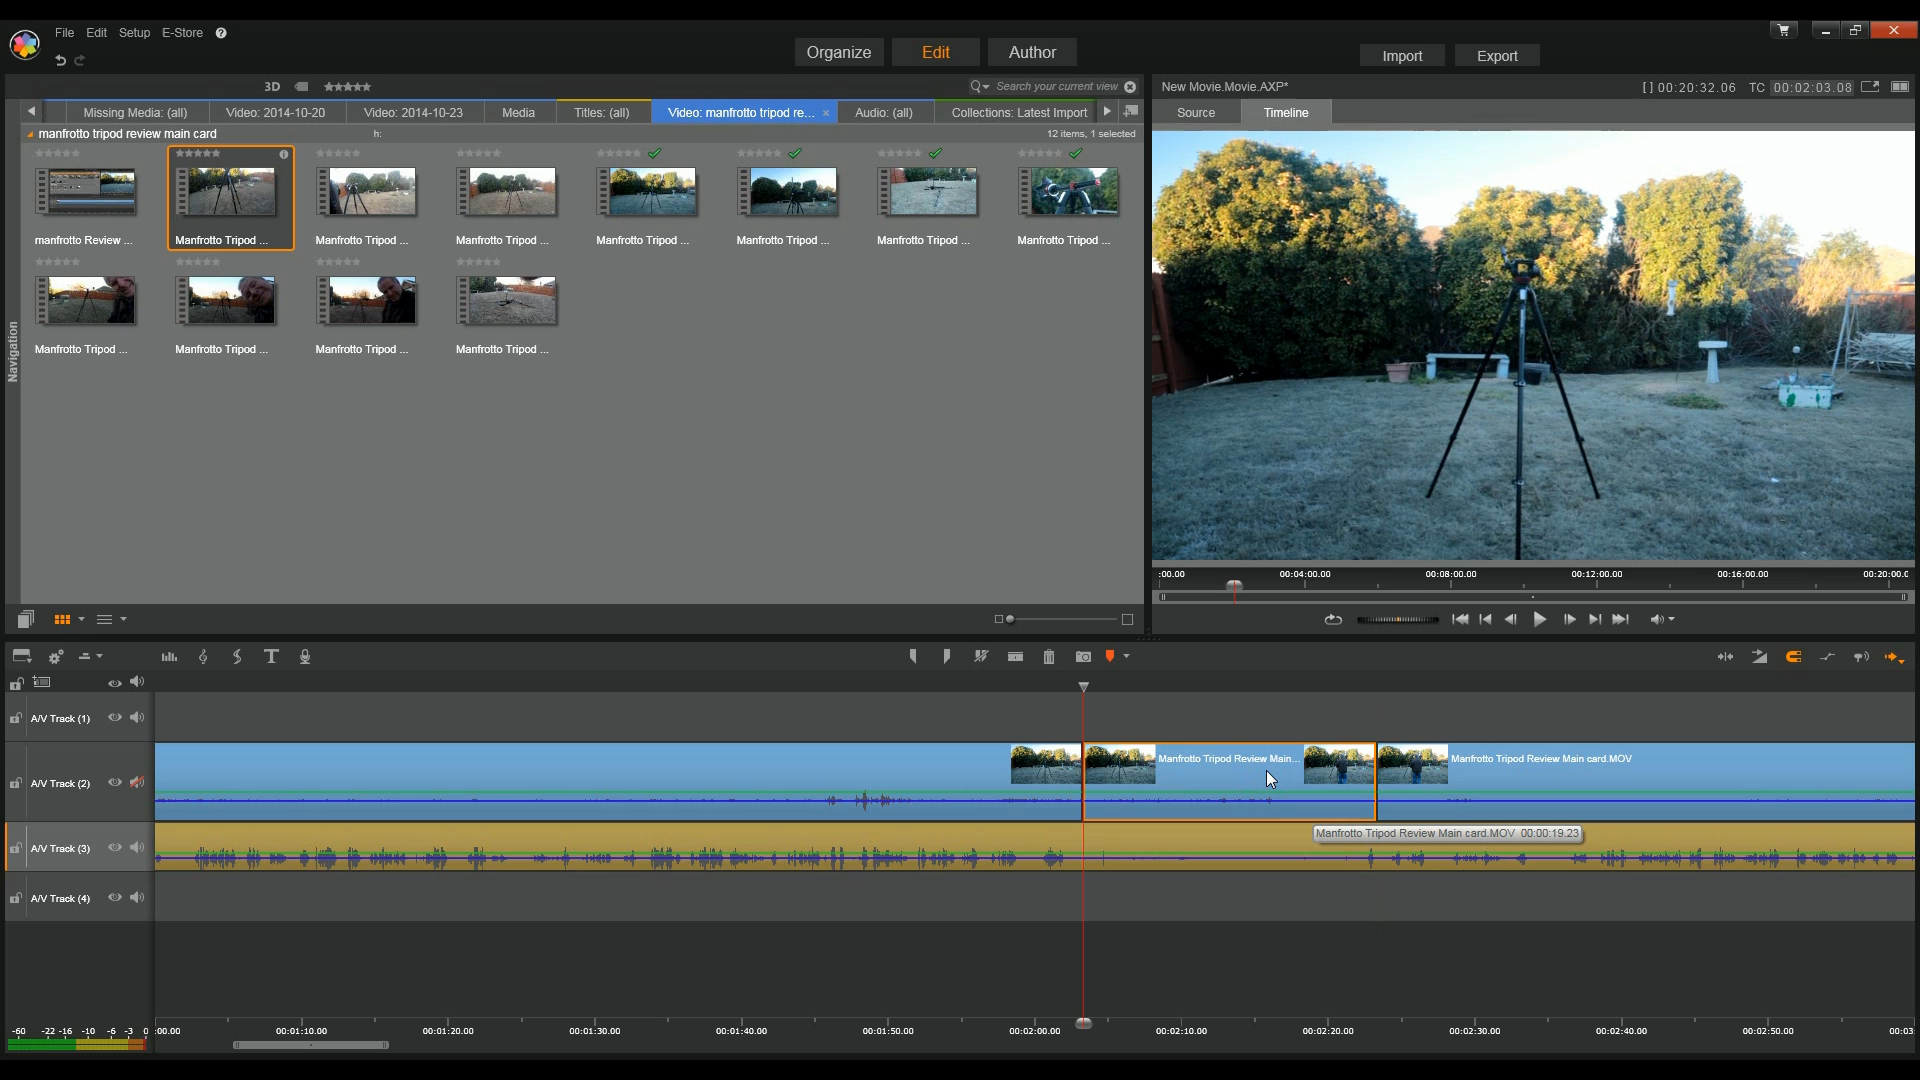 File Edit Setup E-Store ?
Organize Edit Author
Import Export
3D
Search your current view
New Movie.Movie.AXP*
[ ] 00:20:32.06 TC 00:02:03.08
Missing Media: (all) Video: 2014-10-20 Video: 2014-10-23 Media Titles: (all) Video: manfrotto tripod re... × Audio: (all) Collections: Latest Import
Source Timeline
manfrotto tripod review main card
h:
12 items, 1 selected
manfrotto Review ... Manfrotto Tripod ... Manfrotto Tripod ... Manfrotto Tripod ... Manfrotto Tripod ... Manfrotto Tripod ... Manfrotto Tripod ... Manfrotto Tripod ...
Manfrotto Tripod ... Manfrotto Tripod ... Manfrotto Tripod ... Manfrotto Tripod ...
Navigation
:00.00 00:04:00.00 00:08:00.00 00:12:00.00 00:16:00.00 00:20:00.0
A/V Track (1)
A/V Track (2)
Manfrotto Tripod Review Main...
Manfrotto Tripod Review Main card.MOV
Manfrotto Tripod Review Main card.MOV 00:00:19.23
A/V Track (3)
A/V Track (4)
-60 -22 -16 -10 -6 -3 0
:00.00 00:01:10.00 00:01:20.00 00:01:30.00 00:01:40.00 00:01:50.00 00:02:00.00 00:02:10.00 00:02:20.00 00:02:30.00 00:02:40.00 00:02:50.00 00:03